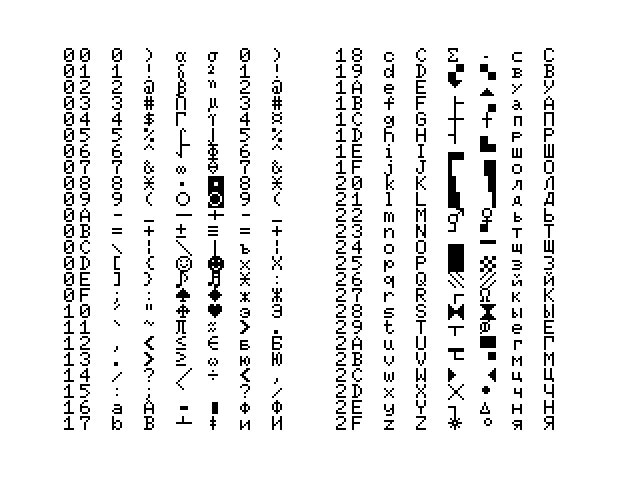 00 0 ) α σ 0 )　18 c C Σ с С
01 1 ! ² 1 !　19 d D в В
02 2 @ β ⁿ 2 @　1A e E у У
03 3 # Π μ 3 #　1B f F а А
04 4 $ Γ γ 4 ¤　1C g G п П
05 5 % 5 %　1D h H р Р
06 6 ^ Φ 6 ^　1E i I ш Ш
07 7 & ∞ θ 7 &　1F j J о О
08 8 * 8 *　20 k K л Л
09 9 ( ○ ◙ 9 (　21 l L д Д
0A - _ ─ ┼ - _　22 m M ♂ ♀ ь Ь
0B = + ± ≡ = +　23 n N т Т
0C \ ¦ \ │ ъ ¦　24 o O щ Щ
0D [ { ☺ ☻ х Х　25 p P з З
0E ] } ♪ ♫ ж :　26 q Q й Й
0F ; : ♠ ♦ ж Ж　27 r R Ω к К
10 ' " Φ ♥ э Э　28 s S ы Ы
11 ` ~ π > .　29 t T ® е Е
12 , < ≤ ∈ Б　2A u U г Г
13 . > ≥ ю Ю　2B v V м М
14 / ? ╱ ÷ < ,　2C w W ц Ц
15 : ; ? /　2D x X ч Ч
16 a A ф Ф　2E y Y н Н
17 b B ┴ ‡ и И　2F z Z ° я Я